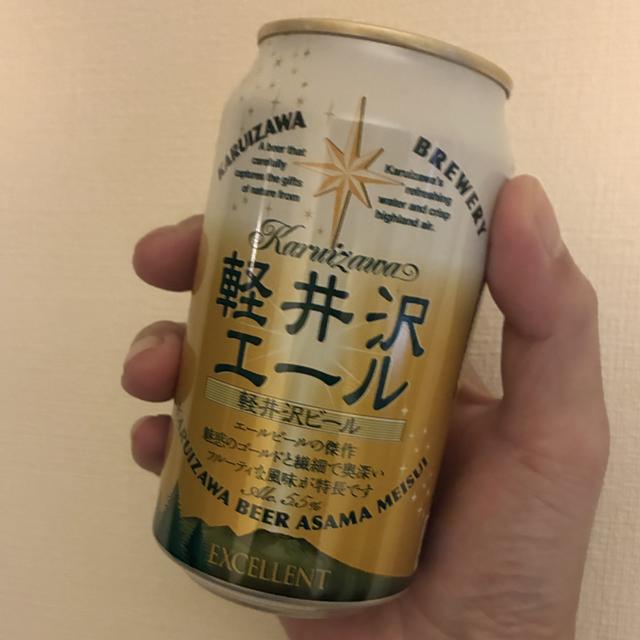 KARUIZAWA BREWERY
A beer that
carefully
captures the gifts
of nature from
Karuizawa's
refreshing
water and crisp
highland air.
Karuizawa
軽井沢
エール
軽井沢ビール
エールビールの傑作
魅惑のゴールドと繊細で奥深い
フルーティな風味が特長です
Alc. 5.5%
KARUIZAWA BEER ASAMA MEISUI
EXCELLENT